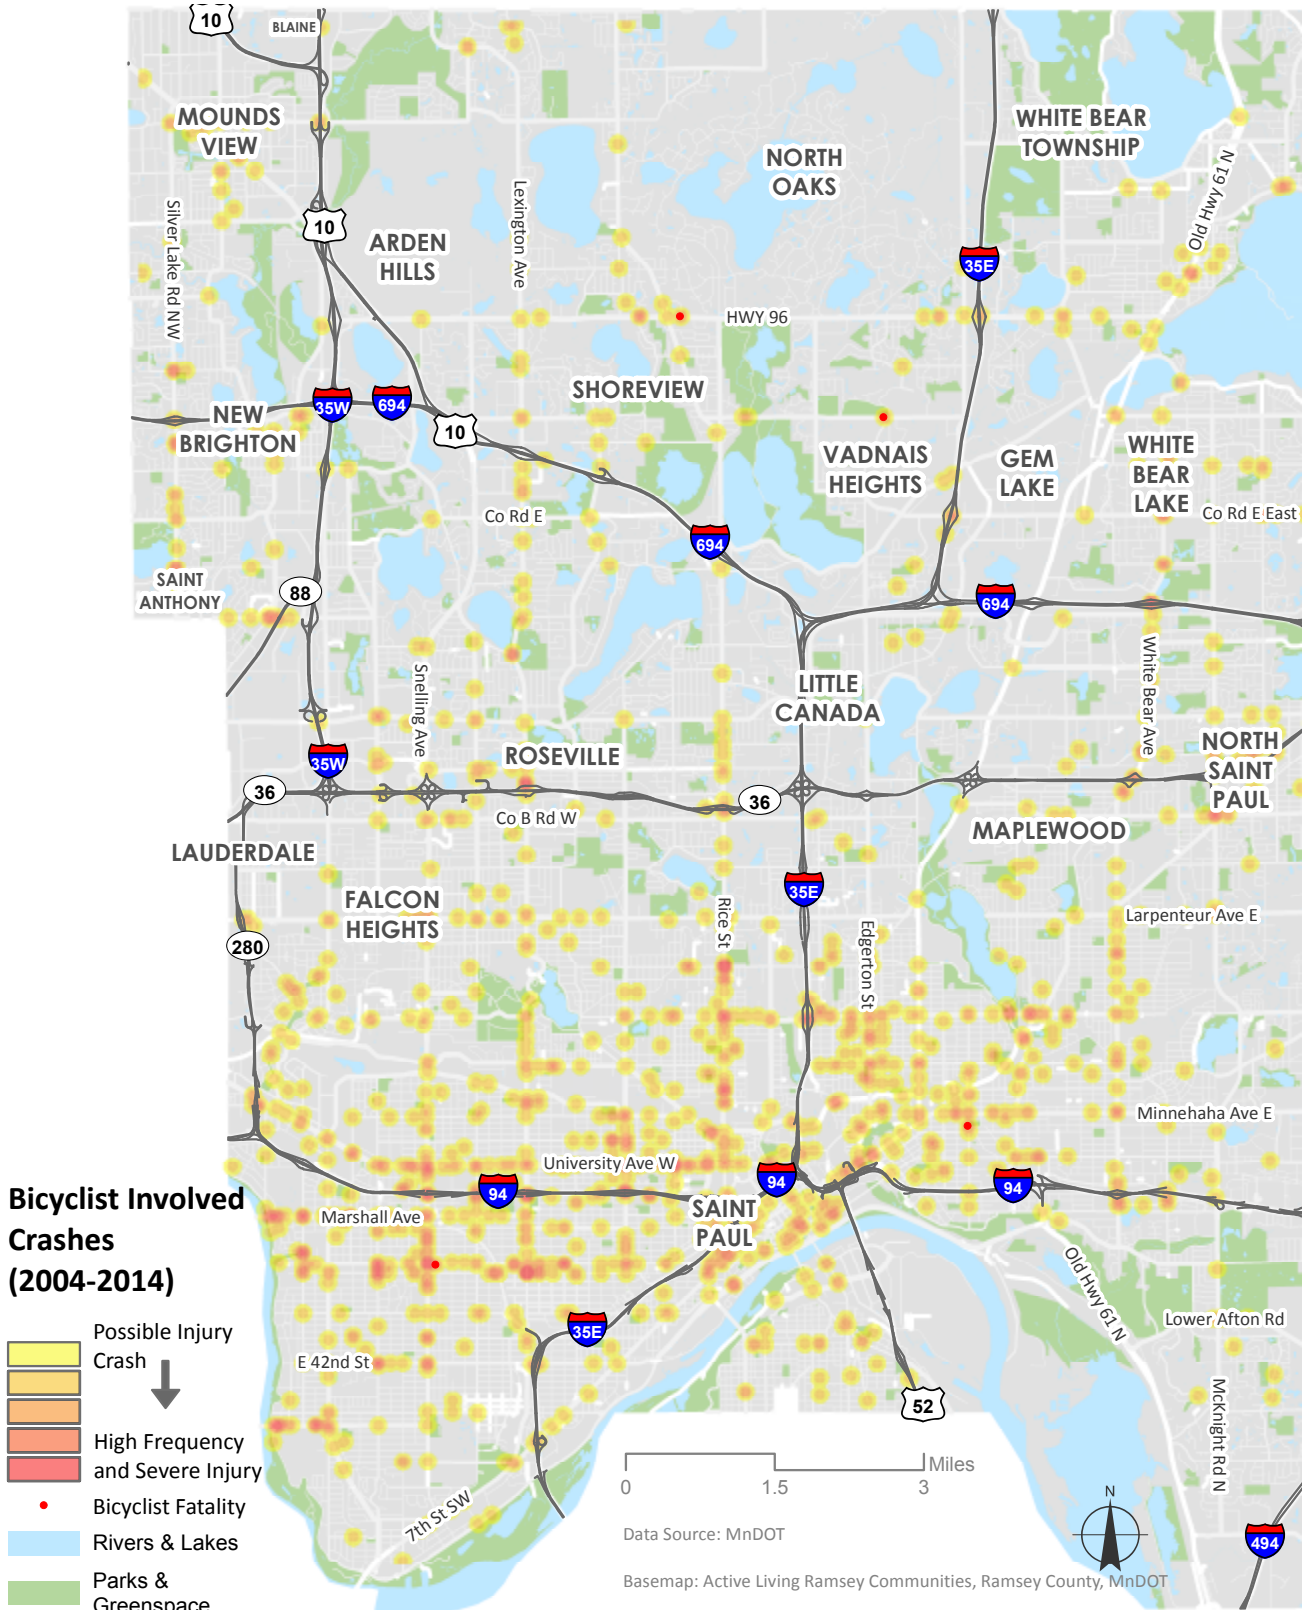 10
BLAINE
MOUNDS
VIEW
WHITE BEAR
TOWNSHIP
NORTH
OAKS
Old Hwy 61 N
Lexington Ave
Silver Lake Rd NW
10
ARDEN
HILLS
35E
HWY 96
SHOREVIEW
35W
694
NEW
BRIGHTON
10
VADNAIS
HEIGHTS
GEM
LAKE
WHITE
BEAR
LAKE
Co Rd E
Co Rd E East
694
SAINT
ANTHONY
88
694
White Bear Ave
Snelling Ave
LITTLE
CANADA
ROSEVILLE
NORTH
SAINT
PAUL
35W
36
36
Co B Rd W
MAPLEWOOD
LAUDERDALE
35E
FALCON
HEIGHTS
Rice St
Larpenteur Ave E
Edgerton St
280
Minnehaha Ave E
University Ave W
94
94
94
SAINT
PAUL
Marshall Ave
Old Hwy 61 N
35E
Lower Afton Rd
E 42nd St
52
McKnight Rd N
7th St SW
494
Bicyclist Involved
Crashes
(2004-2014)
Possible Injury
Crash
High Frequency
and Severe Injury
Bicyclist Fatality
Rivers & Lakes
Parks &
Greenspace
Miles
0 1.5 3
N
Data Source: MnDOT
Basemap: Active Living Ramsey Communities, Ramsey County, MnDOT